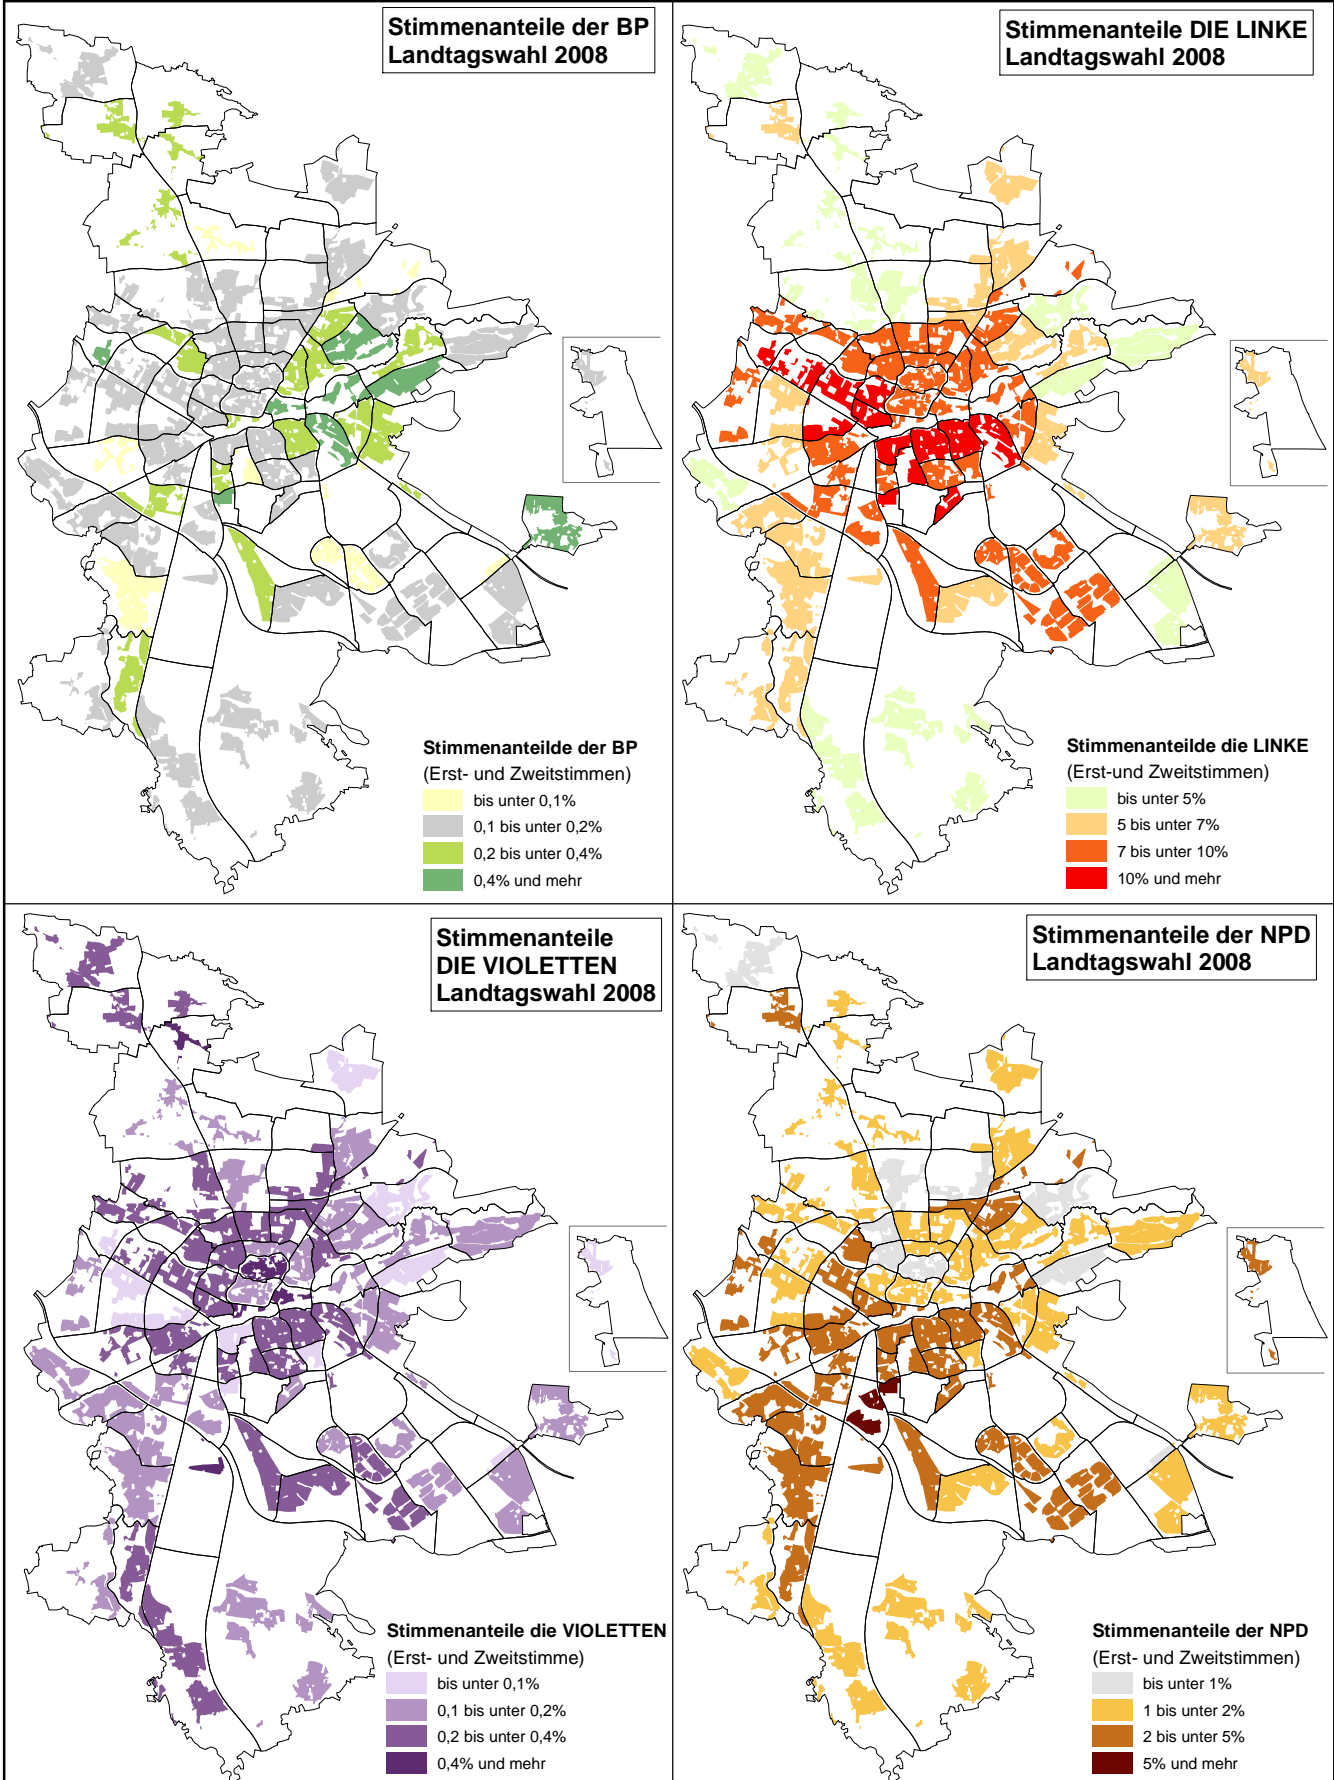 Stimmenanteile der BP
Landtagswahl 2008
Stimmenanteilde der BP
(Erst- und Zweitstimmen)
bis unter 0,1%
0,1 bis unter 0,2%
0,2 bis unter 0,4%
0,4% und mehr
Stimmenanteile DIE LINKE
Landtagswahl 2008
Stimmenanteilde die LINKE
(Erst-und Zweitstimmen)
bis unter 5%
5 bis unter 7%
7 bis unter 10%
10% und mehr
Stimmenanteile
DIE VIOLETTEN
Landtagswahl 2008
Stimmenanteile die VIOLETTEN
(Erst- und Zweitstimme)
bis unter 0,1%
0,1 bis unter 0,2%
0,2 bis unter 0,4%
0,4% und mehr
Stimmenanteile der NPD
Landtagswahl 2008
Stimmenanteile der NPD
(Erst- und Zweitstimmen)
bis unter 1%
1 bis unter 2%
2 bis unter 5%
5% und mehr